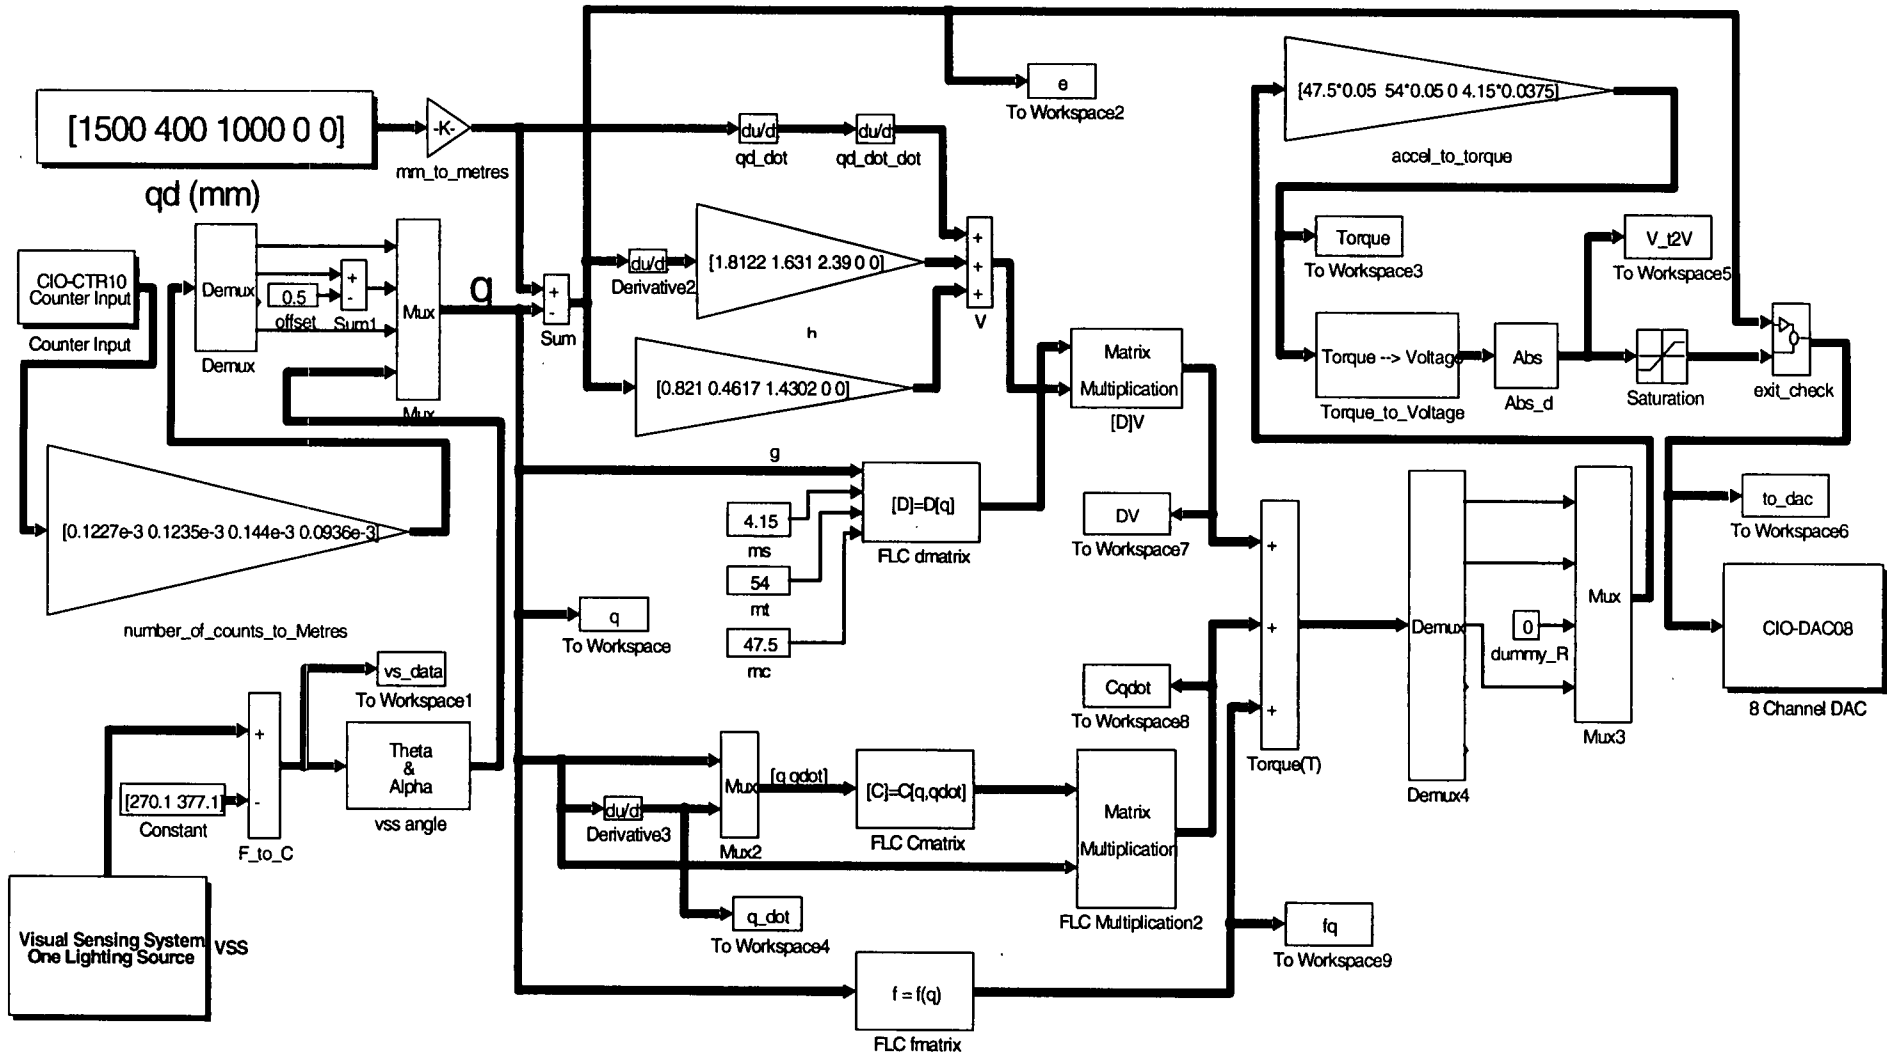 [1500 400 1000 0 0]
qd (mm)
-K-
mm_to_metres
du/dt
qd_dot
du/dt
qd_dot_dot
e
To Workspace2
[47.5*0.05 54*0.05 0 4.15*0.0375]
accel_to_torque
CIO-CTR10
Counter Input
Counter Input
Demux
Demux
0.5
offset
+
-
Sum1
Mux
Mux
q
+
-
Sum
du/dt
Derivative2
[1.8122 1.631 2.39 0 0]
h
[0.821 0.4617 1.4302 0 0]
g
+
+
+
V
Matrix
Multiplication
[D]V
Torque
To Workspace3
V_t2V
To Workspace5
Torque --> Voltage
Torque_to_Voltage
Abs
Abs_d
Saturation
exit_check
[0.1227e-3 0.1235e-3 0.144e-3 0.0936e-3]
number_of_counts_to_Metres
4.15
ms
54
mt
47.5
mc
[D]=D[q]
FLC dmatrix
DV
To Workspace7
+
+
+
Torque(T)
Demux
Demux4
0
dummy_R
Mux
Mux3
to_dac
To Workspace6
CIO-DAC08
8 Channel DAC
q
To Workspace
vs_data
To Workspace1
+
-
F_to_C
[270.1 377.1]
Constant
Theta
&
Alpha
vss angle
Visual Sensing System
One Lighting Source
VSS
du/dt
Derivative3
Mux
Mux2
[q qdot]
[C]=C[q,qdot]
FLC Cmatrix
Cqdot
To Workspace8
Matrix
Multiplication
FLC Multiplication2
q_dot
To Workspace4
f = f(q)
FLC fmatrix
fq
To Workspace9